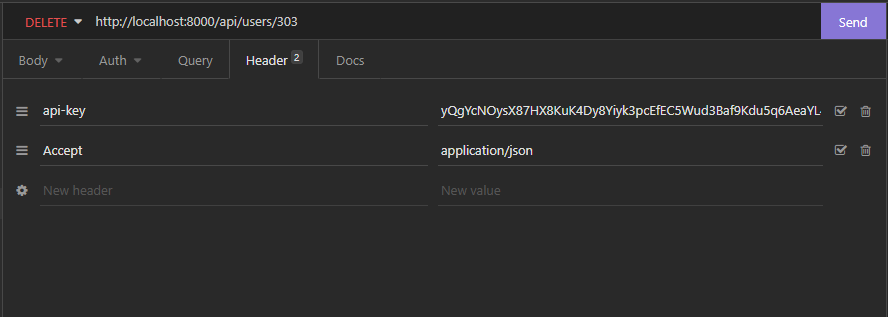 DELETE http://localhost:8000/api/users/303 Send
Body Auth Query Header 2 Docs
api-key yQgYcNOysX87HX8KuK4Dy8Yiyk3pcEfEC5Wud3Baf9Kdu5q6AeaYL4
Accept application/json
New header New value